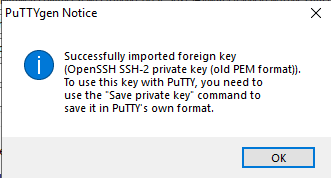 PuTTYgen Notice
Successfully imported foreign key
(OpenSSH SSH-2 private key (old PEM format)).
To use this key with PuTTY, you need to
use the "Save private key" command to
save it in PuTTY's own format.
OK